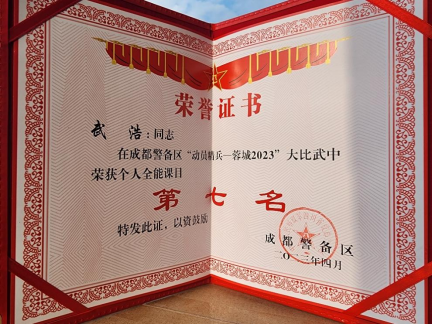 荣誉证书
武 浩：同志
在成都警备区“动员精兵—蓉城2023”大比武中
荣获个人全能课目
第七名
特发此证，以资鼓励
成都警备区
二〇二三年四月